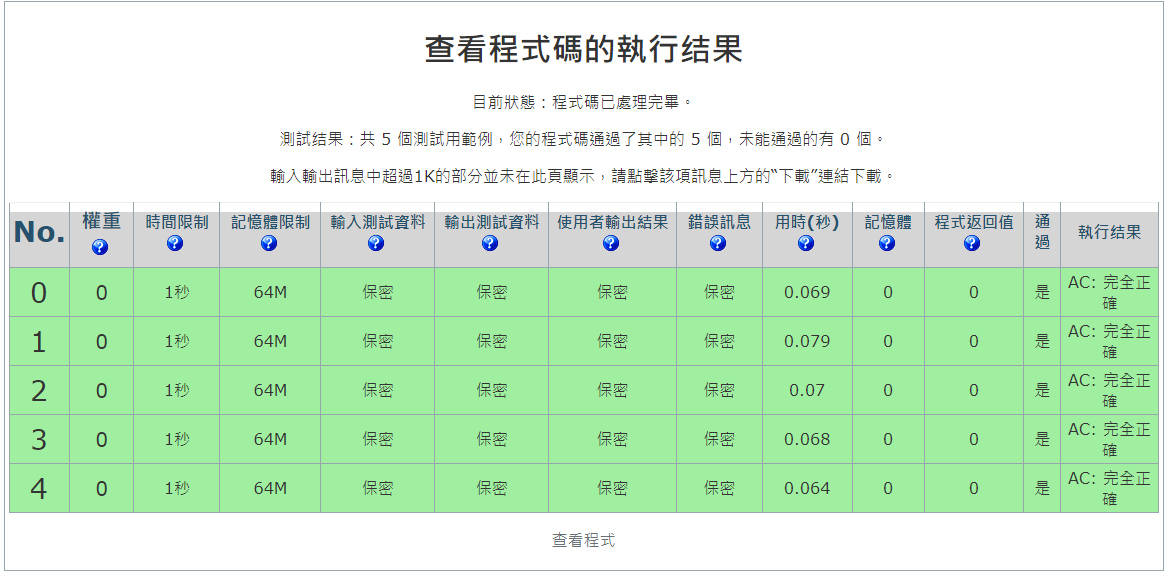 查看程式碼的執行结果
目前狀態：程式碼已處理完畢。
測試结果：共 5 個測試用範例，您的程式碼通過了其中的 5 個，未能通過的有 0 個。
輸入輸出訊息中超過1K的部分並未在此頁顯示，請點擊該項訊息上方的“下載”連結下載。
No. 權重 時間限制 記憶體限制 輸入測試資料 輸出測試資料 使用者輸出結果 錯誤訊息 用時(秒) 記憶體 程式返回值 通過 執行结果
0 0 1秒 64M 保密 保密 保密 保密 0.069 0 0 是 AC: 完全正確
1 0 1秒 64M 保密 保密 保密 保密 0.079 0 0 是 AC: 完全正確
2 0 1秒 64M 保密 保密 保密 保密 0.07 0 0 是 AC: 完全正確
3 0 1秒 64M 保密 保密 保密 保密 0.068 0 0 是 AC: 完全正確
4 0 1秒 64M 保密 保密 保密 保密 0.064 0 0 是 AC: 完全正確
查看程式